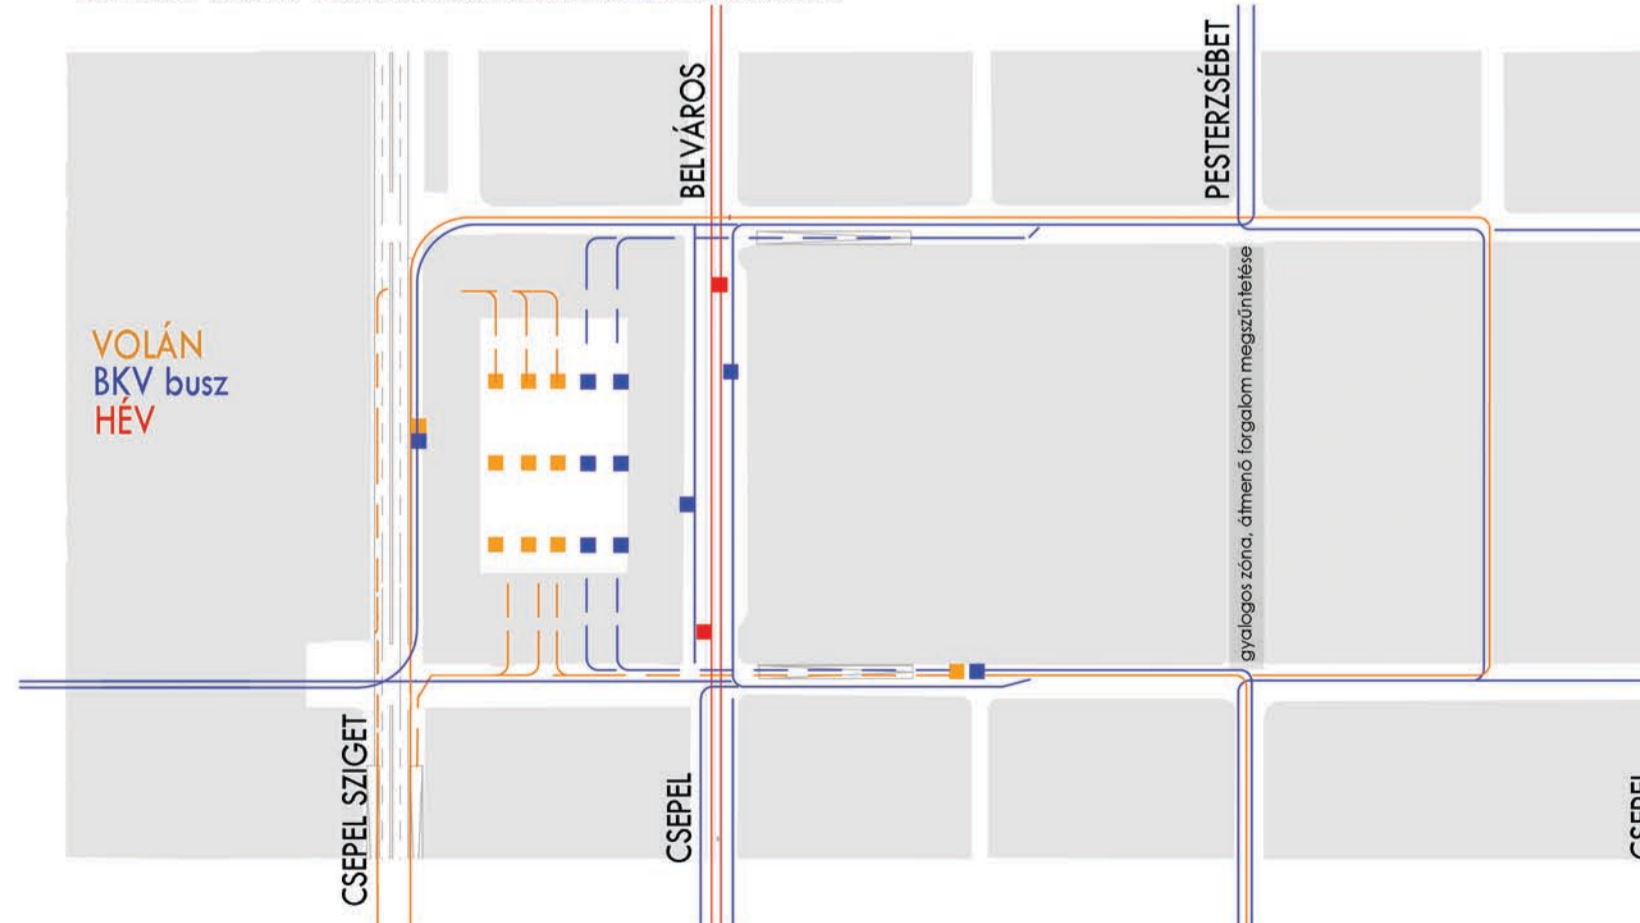 BELVÁROS
PESTERZSÉBET
VOLÁN
BKV busz
HÉV
gyalogos zóna, átmenő forgalom megszűntetése
CSEPEL SZIGET
CSEPEL